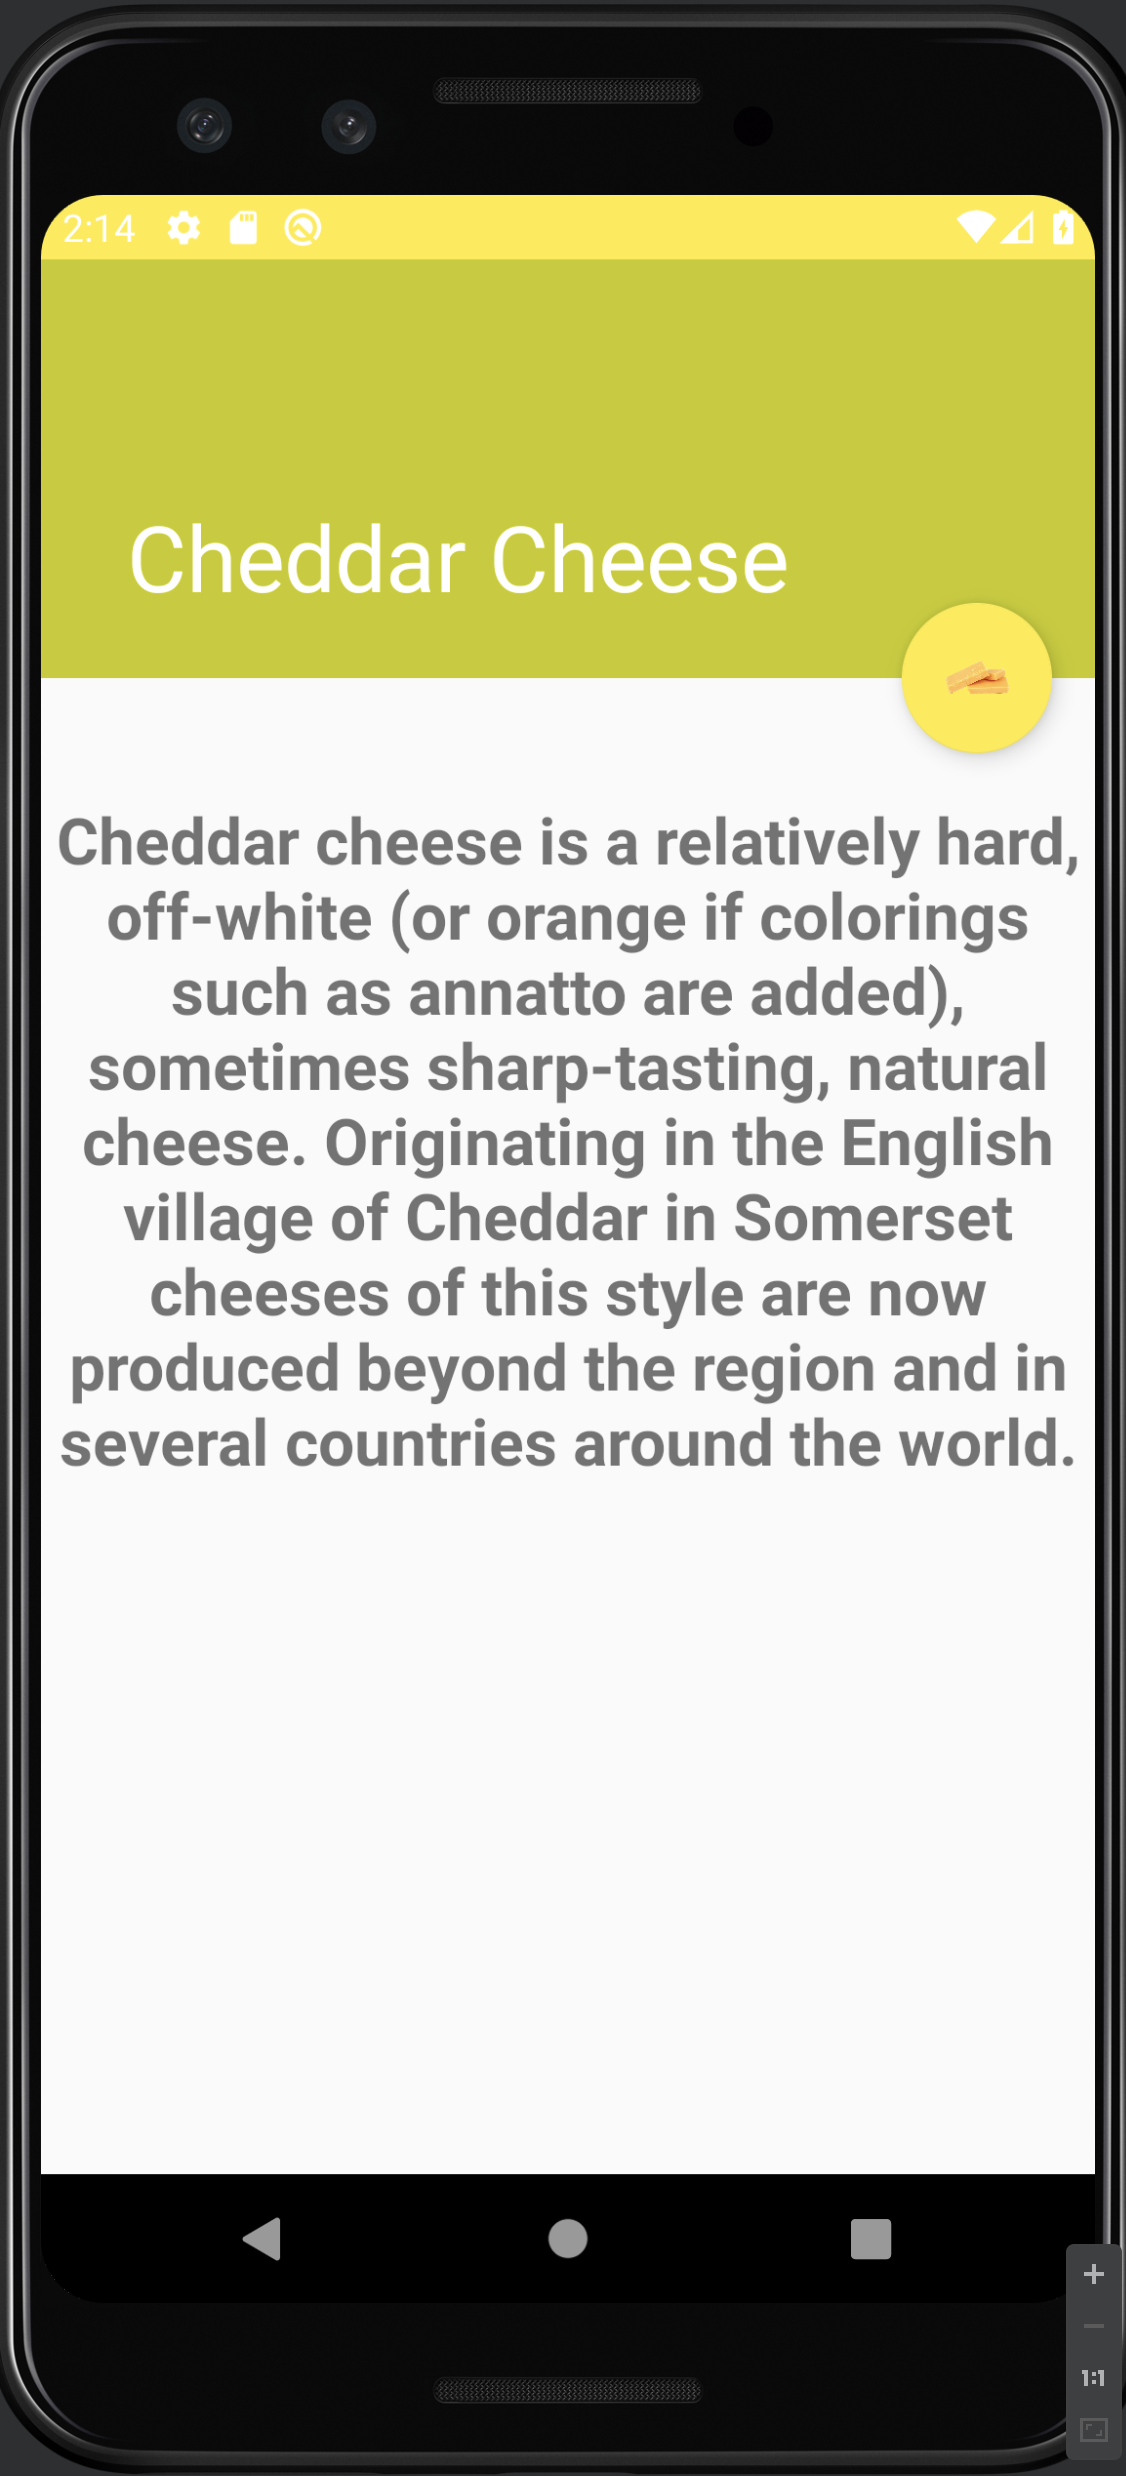 2:14
Cheddar Cheese
Cheddar cheese is a relatively hard,
off-white (or orange if colorings
such as annatto are added),
sometimes sharp-tasting, natural
cheese. Originating in the English
village of Cheddar in Somerset
cheeses of this style are now
produced beyond the region and in
several countries around the world.
1:1